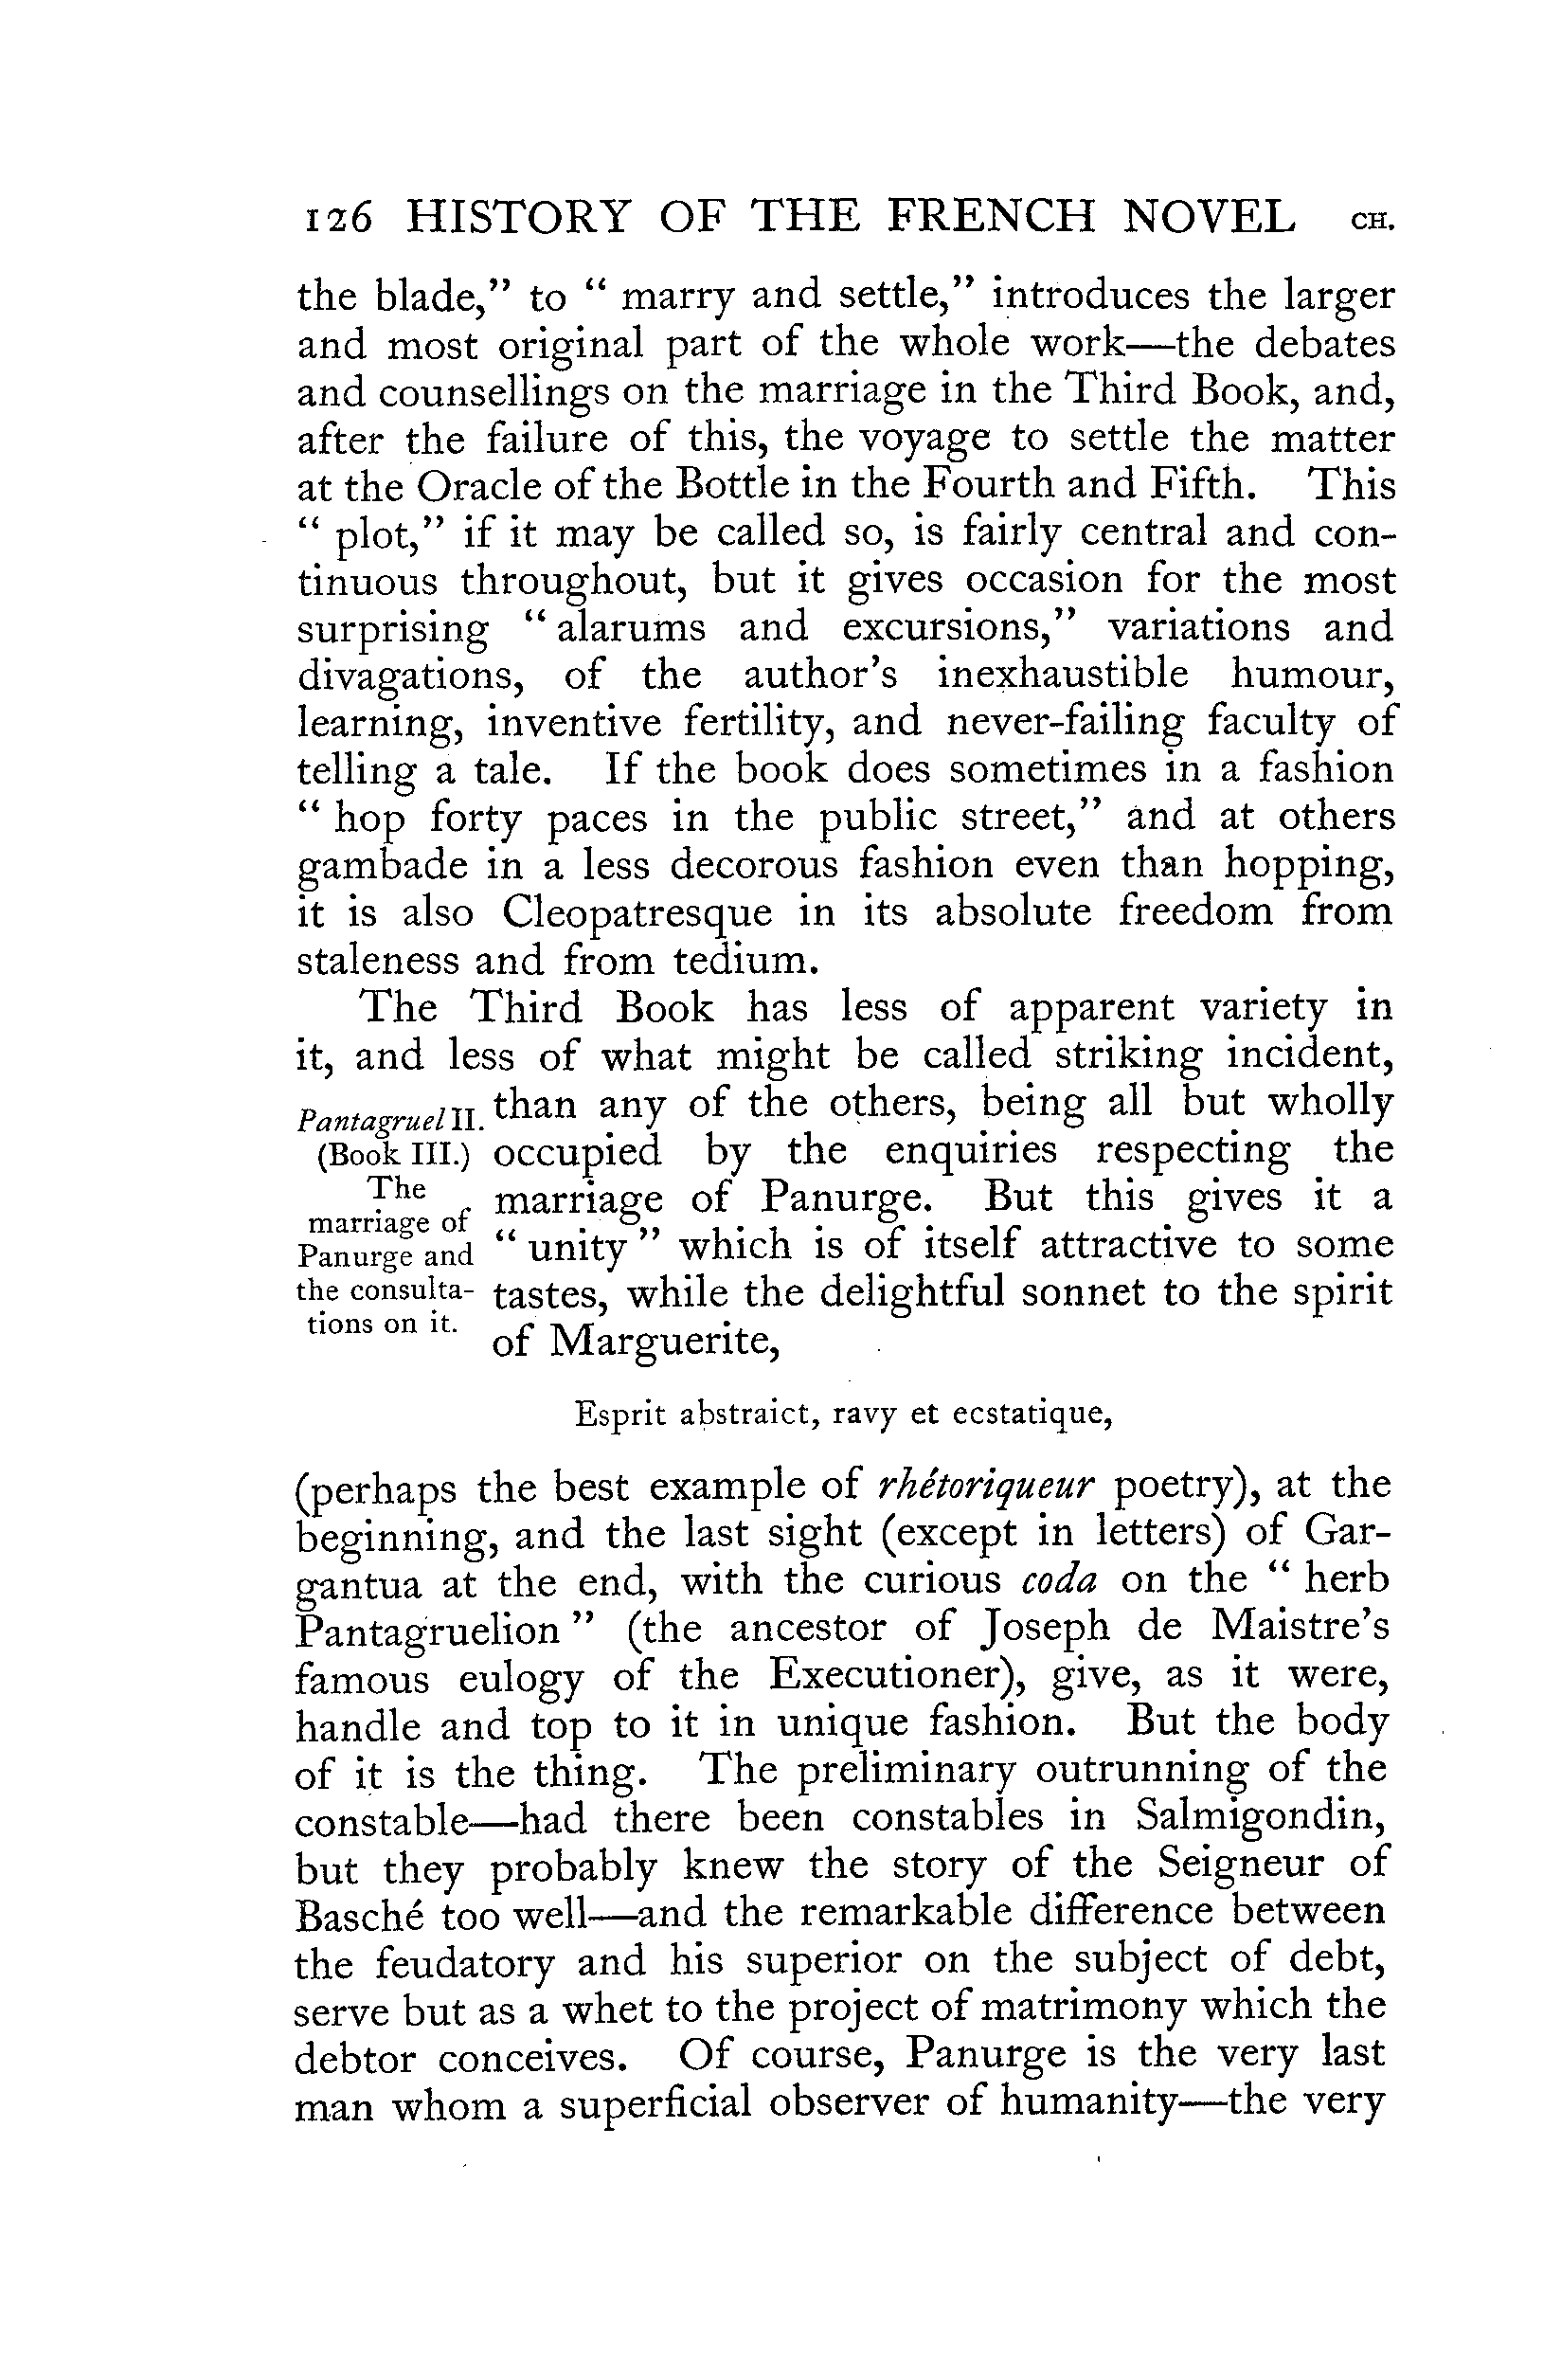 126 HISTORY OF THE FRENCH NOVEL CH.
the blade,” to “ marry and settle,” introduces the larger
and most original part of the whole work—the debates
and counsellings on the marriage in the Third Book, and,
after the failure of this, the voyage to settle the matter
at the Oracle of the Bottle in the Fourth and Fifth. This
“ plot,” if it may be called so, is fairly central and con-
tinuous throughout, but it gives occasion for the most
surprising “ alarums and excursions,” variations and
divagations, of the author’s inexhaustible humour,
learning, inventive fertility, and never-failing faculty of
telling a tale. If the book does sometimes in a fashion
“ hop forty paces in the public street,” and at others
gambade in a less decorous fashion even than hopping,
it is also Cleopatresque in its absolute freedom from
staleness and from tedium.
The Third Book has less of apparent variety in
it, and less of what might be called striking incident,
than any of the others, being all but wholly
occupied by the enquiries respecting the
marriage of Panurge. But this gives it a
“ unity ” which is of itself attractive to some
tastes, while the delightful sonnet to the spirit
of Marguerite,
Pantagruel II.
(Book III.)
The
marriage of
Panurge and
the consulta-
tions on it.
Esprit abstraict, ravy et ecstatique,
(perhaps the best example of rhétoriqueur poetry), at the
beginning, and the last sight (except in letters) of Gar-
gantua at the end, with the curious coda on the “ herb
Pantagruelion ” (the ancestor of Joseph de Maistre’s
famous eulogy of the Executioner), give, as it were,
handle and top to it in unique fashion. But the body
of it is the thing. The preliminary outrunning of the
constable—had there been constables in Salmigondin,
but they probably knew the story of the Seigneur of
Basché too well—and the remarkable difference between
the feudatory and his superior on the subject of debt,
serve but as a whet to the project of matrimony which the
debtor conceives. Of course, Panurge is the very last
man whom a superficial observer of humanity—the very